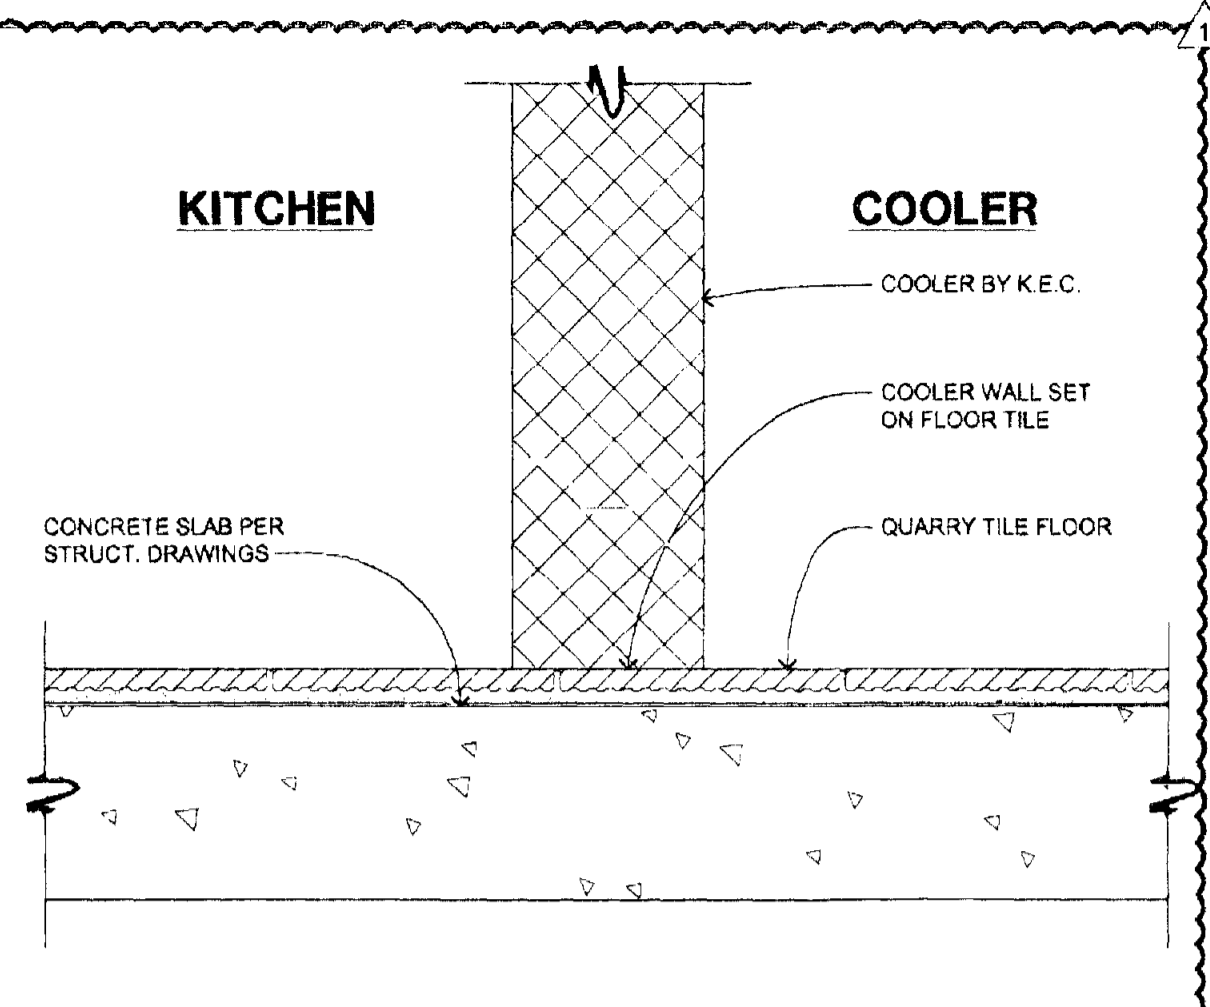 1
KITCHEN
COOLER
COOLER BY K.E.C.
COOLER WALL SET
ON FLOOR TILE
CONCRETE SLAB PER
STRUCT. DRAWINGS
QUARRY TILE FLOOR